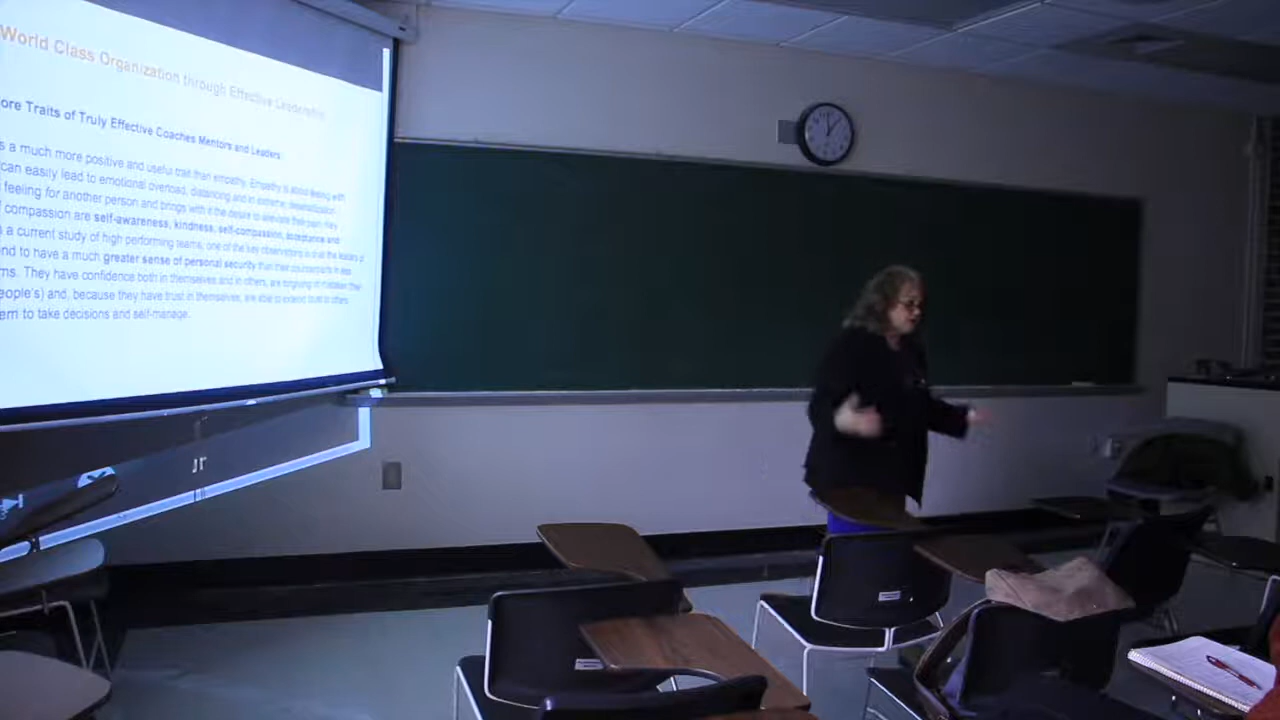 World Class Organization through Effective Leadership
ore Traits of Truly Effective Coaches Mentors and Leaders
s a much more positive and useful trait than empathy. Empathy is about feeling with
can easily lead to emotional overload, distancing and in extreme,
feeling for another person and brings with it the desire to alleviate their pain. Key
f compassion are self-awareness, kindness, self-compassion, acceptance and
a current study of high performing teams, one of the key observations is that the leaders of
nd to have a much greater sense of personal security than their counterparts in less
ms. They have confidence both in themselves and in others, are forgiving of mistakes (their
eople's) and, because they have trust in themselves, are able to extend trust to others
em to take decisions and self-manage.